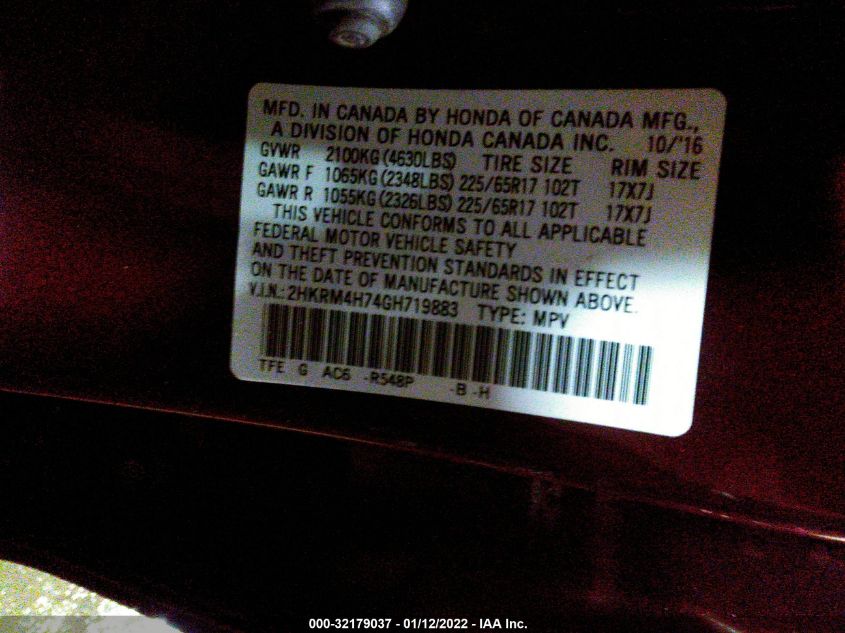 MFD. IN CANADA BY HONDA OF CANADA MFG.,
A DIVISION OF HONDA CANADA INC. 10/'16
GVWR 2100KG (4630LBS) TIRE SIZE RIM SIZE
GAWR F 1065KG (2348LBS) 225/65R17 102T 17X7J
GAWR R 1055KG (2326LBS) 225/65R17 102T 17X7J
THIS VEHICLE CONFORMS TO ALL APPLICABLE
FEDERAL MOTOR VEHICLE SAFETY
AND THEFT PREVENTION STANDARDS IN EFFECT
ON THE DATE OF MANUFACTURE SHOWN ABOVE.
V.I.N.: 2HKRM4H74GH719883 TYPE: MPV
TFE G AC6 -R548P -B -H
000-32179037 - 01/12/2022 - IAA Inc.